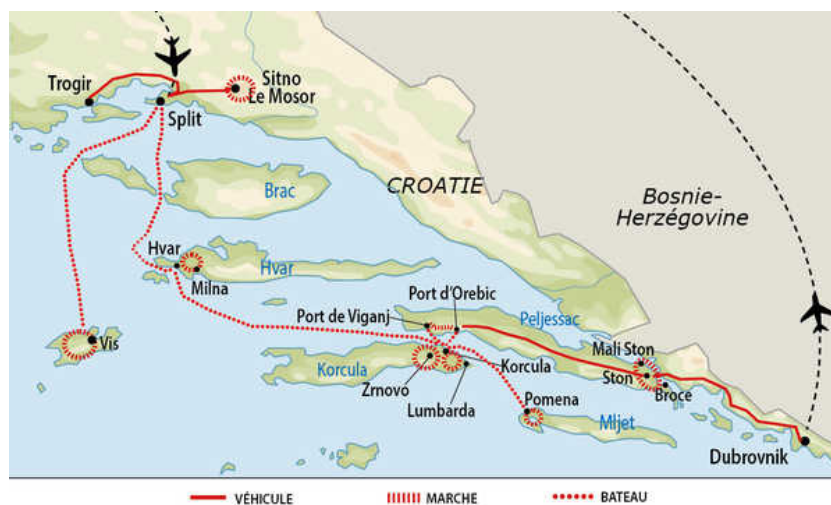 Trogir
Split
Sitno
Le Mosor
CROATIE
Bosnie-
Herzégovine
Brac
Hvar
Hvar
Milna
Vis
Port de Viganj
Port d'Orebic
Peljessac
Korcula
Zrnovo
Korcula
Lumbarda
Mali Ston
Ston
Broce
Pomena
Mljet
Dubrovnik
VÉHICULE MARCHE BATEAU